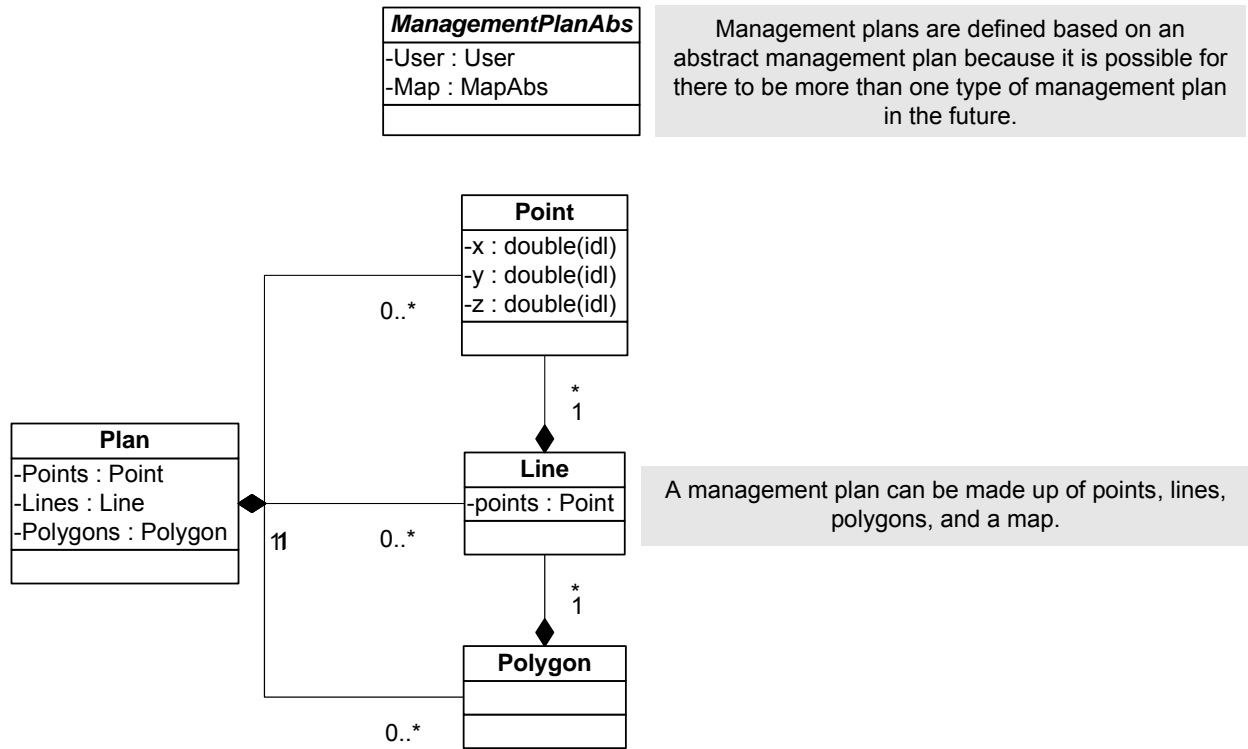 ManagementPlanAbs
-User : User
-Map : MapAbs
Management plans are defined based on an
abstract management plan because it is possible for
there to be more than one type of management plan
in the future.
Point
-x : double(idl)
-y : double(idl)
-z : double(idl)
0..*
*
1
Plan
-Points : Point
-Lines : Line
-Polygons : Polygon
11
0..*
Line
-points : Point
A management plan can be made up of points, lines,
polygons, and a map.
*
1
Polygon
0..*